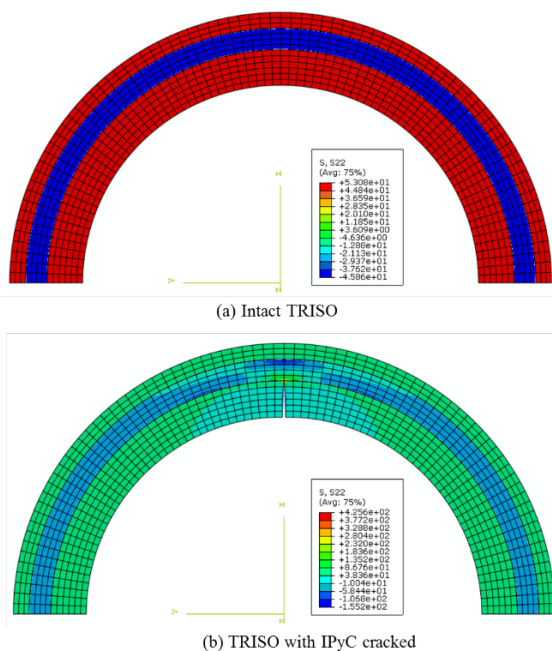 S, S22
(Avg: 75%)
+5.308e+01
+4.484e+01
+3.659e+01
+2.835e+01
+2.010e+01
+1.185e+01
+3.609e+00
-4.636e+00
-1.288e+01
-2.113e+01
-2.937e+01
-3.762e+01
-4.586e+01
(a) Intact TRISO
S, S22
(Avg: 75%)
+4.256e+02
+3.772e+02
+3.288e+02
+2.804e+02
+2.320e+02
+1.836e+02
+1.352e+02
+8.676e+01
+3.836e+01
-1.004e+01
-5.844e+01
-1.068e+02
-1.552e+02
(b) TRISO with IPyC cracked